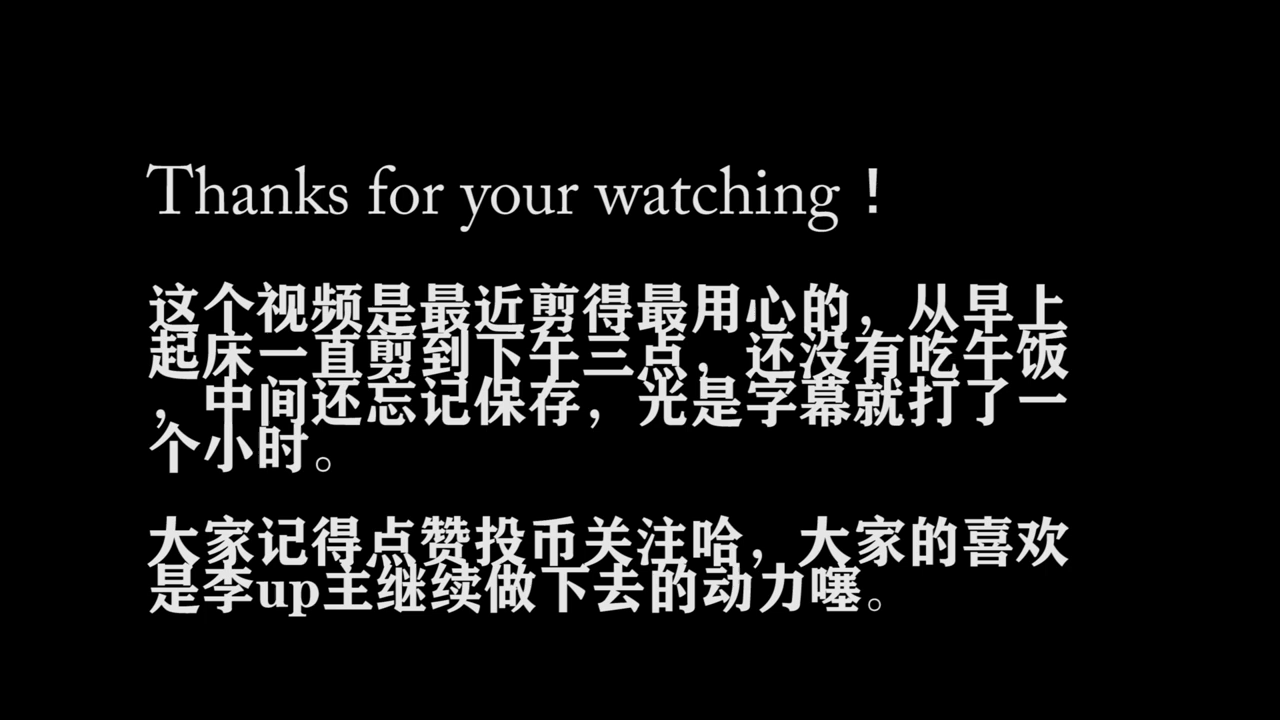 Thanks for your watching！
这个视频是最近剪得最用心的，从早上
起床一直剪到下午三点，还没有吃午饭
，中间还忘记保存，光是字幕就打了一
个小时。
大家记得点赞投币关注哈，大家的喜欢
是李up主继续做下去的动力噻。